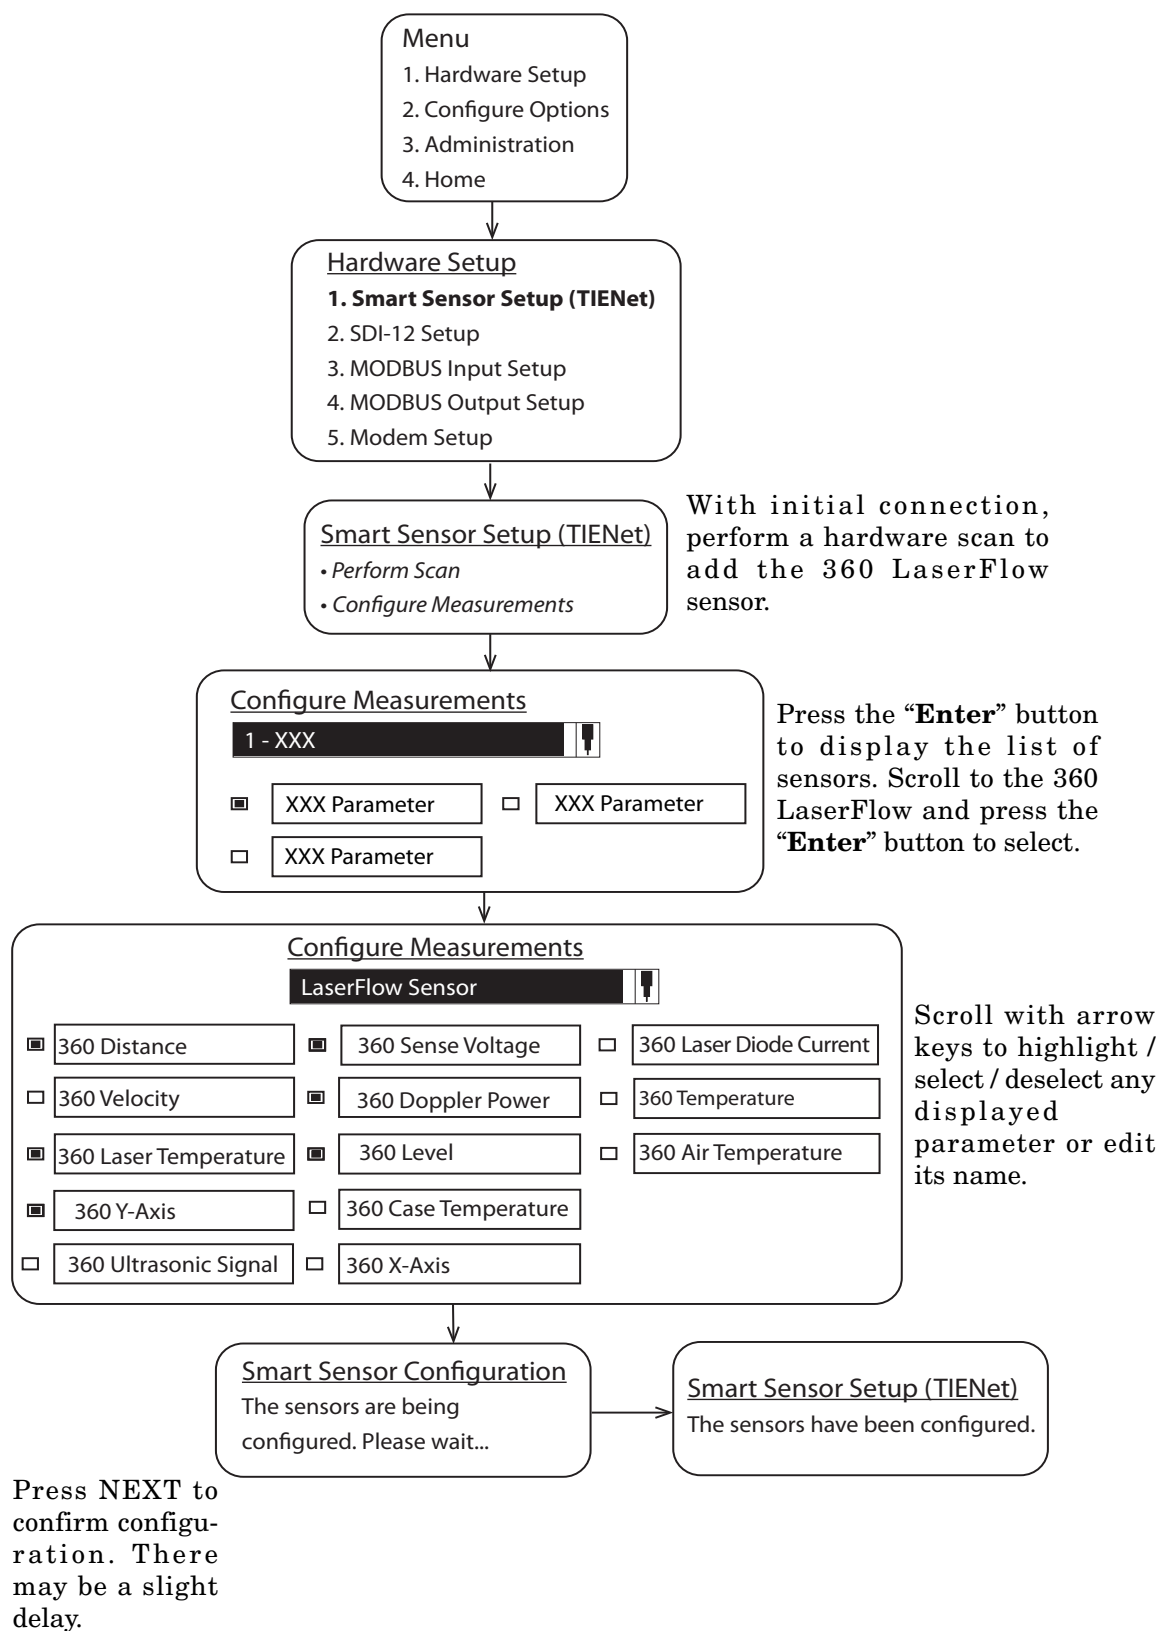 Menu
1. Hardware Setup
2. Configure Options
3. Administration
4. Home
Hardware Setup
1. Smart Sensor Setup (TIENet)
2. SDI-12 Setup
3. MODBUS Input Setup
4. MODBUS Output Setup
5. Modem Setup
Smart Sensor Setup (TIENet)
• Perform Scan
• Configure Measurements
With initial connection,
perform a hardware scan to
add the 360 LaserFlow
sensor.
Configure Measurements
1 - XXX
XXX Parameter
XXX Parameter
XXX Parameter
Press the “Enter” button
to display the list of
sensors. Scroll to the 360
LaserFlow and press the
“Enter” button to select.
Configure Measurements
LaserFlow Sensor
360 Distance
360 Sense Voltage
360 Laser Diode Current
360 Velocity
360 Doppler Power
360 Temperature
360 Laser Temperature
360 Level
360 Air Temperature
360 Y-Axis
360 Case Temperature
360 Ultrasonic Signal
360 X-Axis
Scroll with arrow
keys to highlight /
select / deselect any
displayed
parameter or edit
its name.
Smart Sensor Configuration
The sensors are being
configured. Please wait...
Smart Sensor Setup (TIENet)
The sensors have been configured.
Press NEXT to
confirm configu-
ration. There
may be a slight
delay.